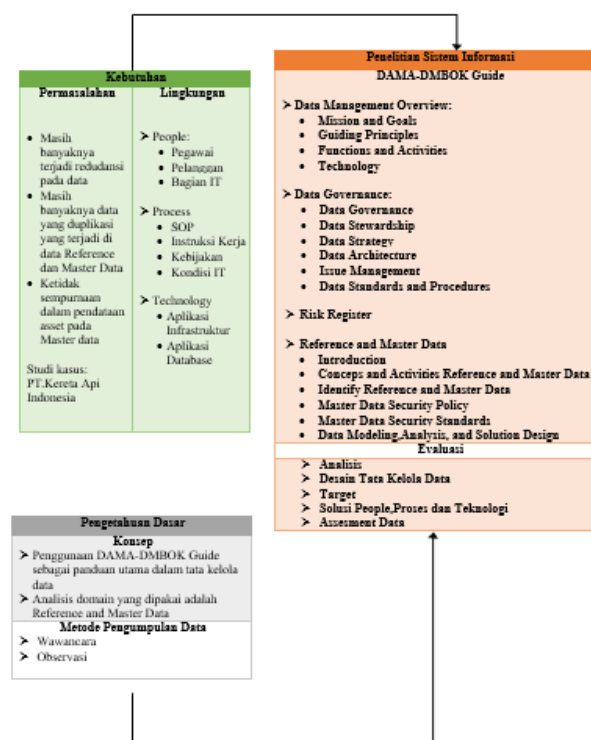 Kebutuhan
Permasalahan
• Masih
banyaknya
terjadi redudansi
pada data
• Masih
banyaknya data
yang duplikasi
yang terjadi di
data Reference
dan Master Data
• Ketidak
sempurnaan
dalam pendataan
asset pada
Master data
Studi kasus:
PT.Kereta Api
Indonesia
Lingkungan
➤ People:
• Pegawai
• Pelanggan
• Bagian IT
➤ Process
• SOP
• Instruksi Kerja
• Kebijakan
• Kondisi IT
➤ Technology
• Aplikasi
Infrastruktur
• Aplikasi
Database
Penelitian Sistem Informasi
DAMA-DMBOK Guide
➤ Data Management Overview:
• Mission and Goals
• Guiding Principles
• Functions and Activities
• Technology
➤ Data Governance:
• Data Governance
• Data Stewardship
• Data Strategy
• Data Architecture
• Issue Management
• Data Standards and Procedures
➤ Risk Register
➤ Reference and Master Data
• Introduction
• Conceps and Activities Reference and Master Data
• Identify Reference and Master Data
• Master Data Security Policy
• Master Data Security Standards
• Data Modeling,Analysis, and Solution Design
Evaluasi
➤ Analisis
➤ Desain Tata Kelola Data
➤ Target
➤ Solusi People,Proses dan Teknologi
➤ Assesment Data
Pengetahuan Dasar
Konsep
➤ Penggunaan DAMA-DMBOK Guide
sebagai panduan utama dalam tata kelola
data
➤ Analisis domain yang dipakai adalah
Reference and Master Data
Metode Pengumpulan Data
➤ Wawancara
➤ Observasi